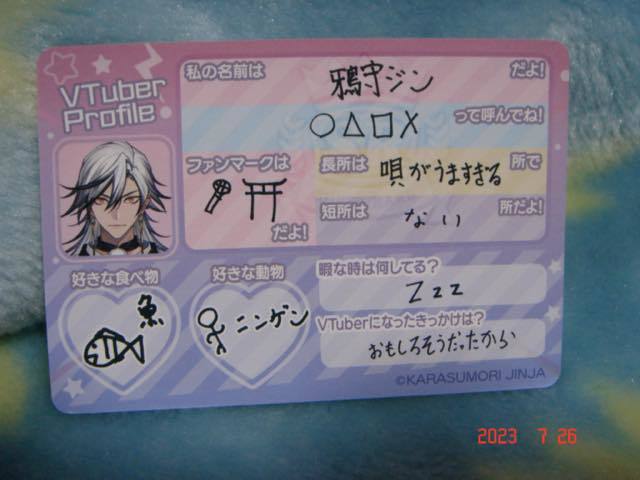 VTuber
Profile
私の名前は 鴉守ジン だよ!
○△□✕ って呼んでね!
ファンマークは
だよ!
長所は 唄がうますぎる 所で
短所は ない 所だよ!
好きな食べ物
魚
好きな動物
ニンゲン
暇な時は何してる?
Zzz
VTuberになったきっかけは?
おもしろそうだったから
©KARASUMORI JINJA
2023 7 26